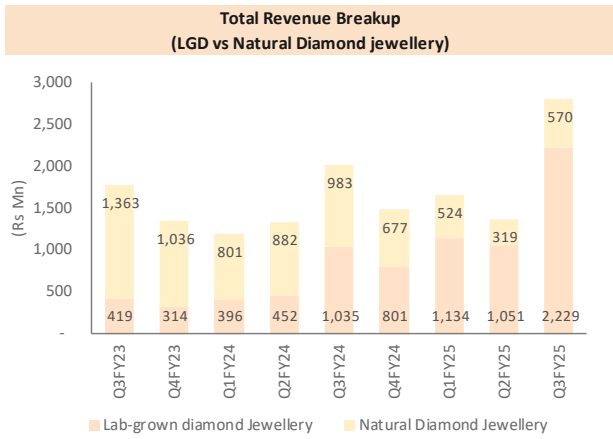 Total Revenue Breakup
(LGD vs Natural Diamond jewellery)
(Rs Mn)
3,000
2,500
2,000
1,500
1,000
500
-
1,363
1,036
801
882
983
677
524
319
570
419
314
396
452
1,035
801
1,134
1,051
2,229
Q3FY23
Q4FY23
Q1FY24
Q2FY24
Q3FY24
Q4FY24
Q1FY25
Q2FY25
Q3FY25
Lab-grown diamond Jewellery
Natural Diamond Jewellery